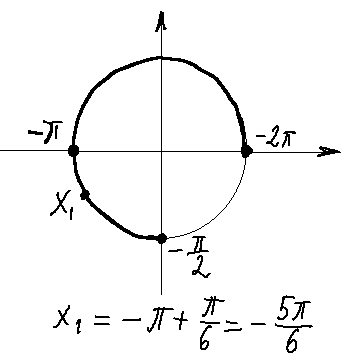 -π
-2π
X₁
-π/2
X₁ = -π + π/6 = -5π/6